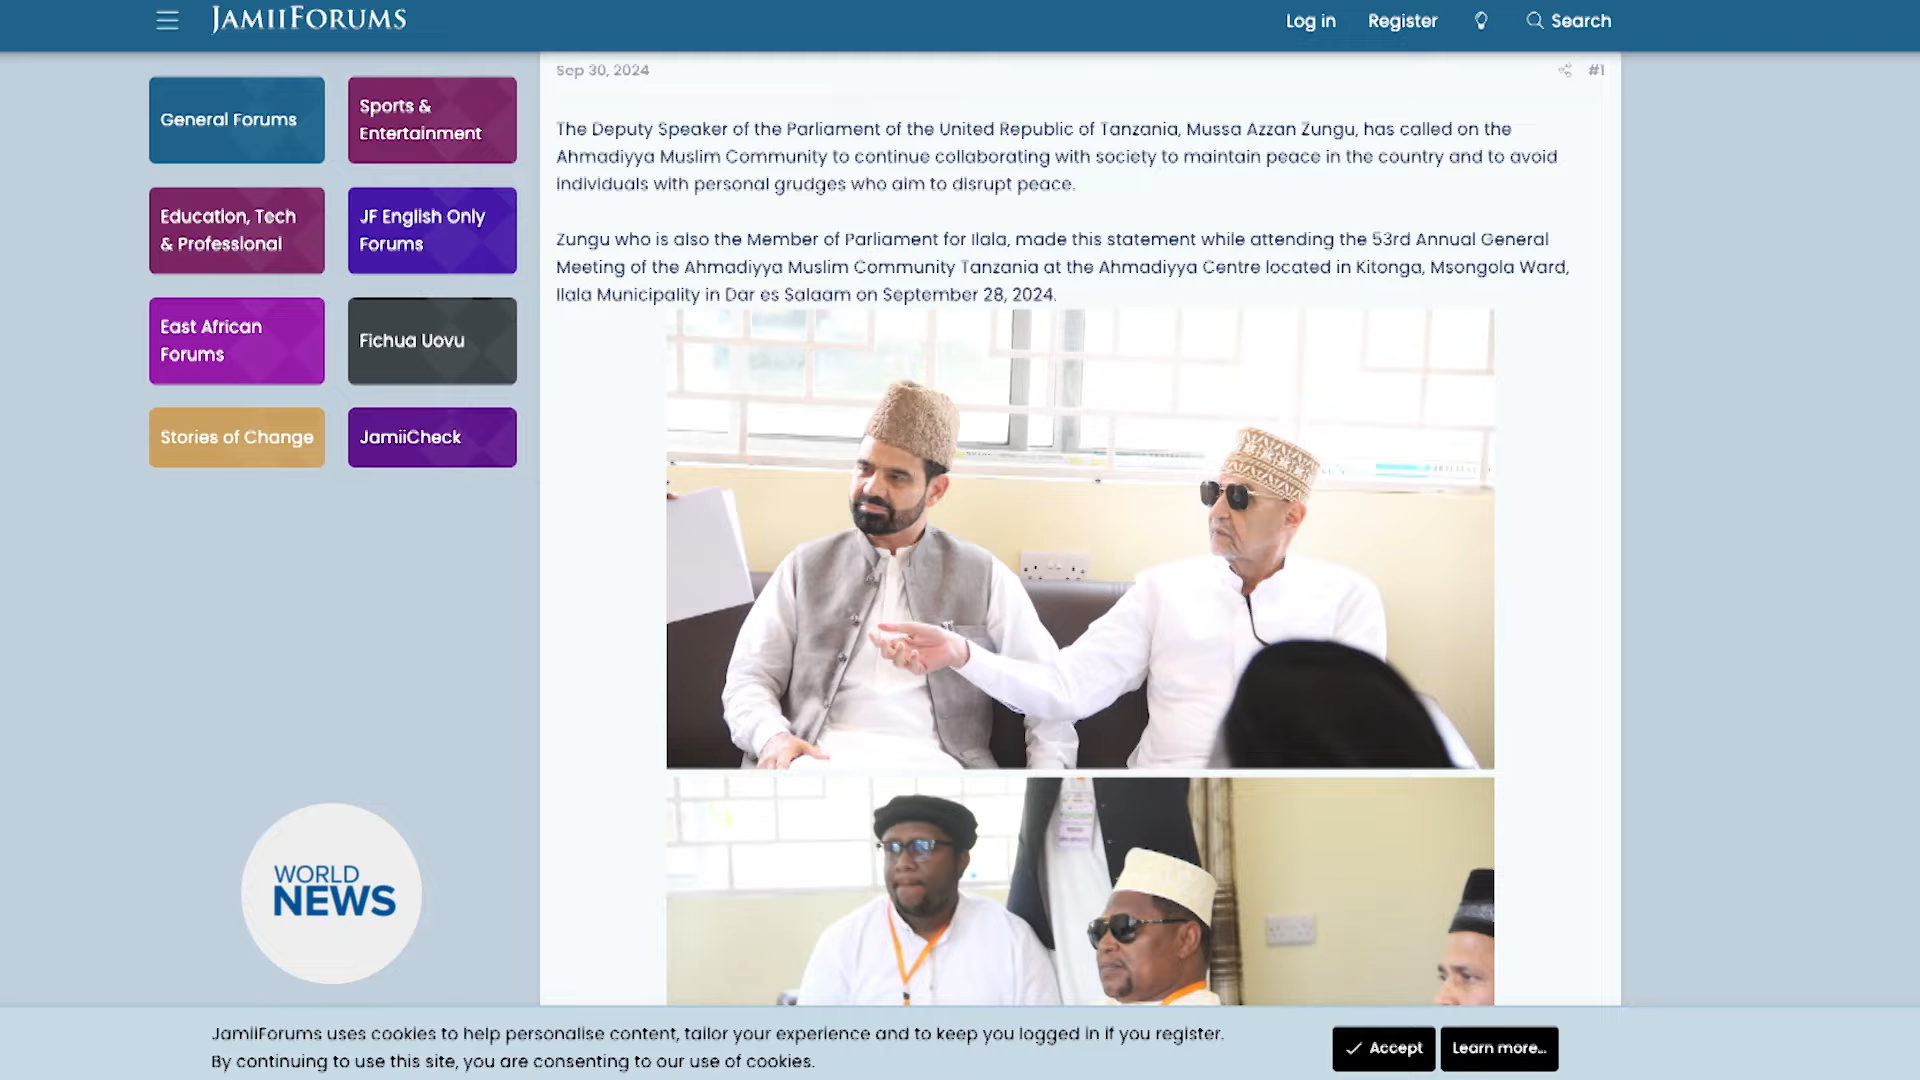 JamiiForums
Log in
Register
Search
General Forums
Sports &
Entertainment
Education, Tech
& Professional
JF English Only
Forums
East African
Forums
Fichua Uovu
Stories of Change
JamiiCheck
Sep 30, 2024
#1
The Deputy Speaker of the Parliament of the United Republic of Tanzania, Mussa Azzan Zungu, has called on the
Ahmadiyya Muslim Community to continue collaborating with society to maintain peace in the country and to avoid
individuals with personal grudges who aim to disrupt peace.
Zungu who is also the Member of Parliament for Ilala, made this statement while attending the 53rd Annual General
Meeting of the Ahmadiyya Muslim Community Tanzania at the Ahmadiyya Centre located in Kitonga, Msongola Ward,
Ilala Municipality in Dar es Salaam on September 28, 2024.
WORLD
NEWS
JamiiForums uses cookies to help personalise content, tailor your experience and to keep you logged in if you register.
By continuing to use this site, you are consenting to our use of cookies.
Accept
Learn more...